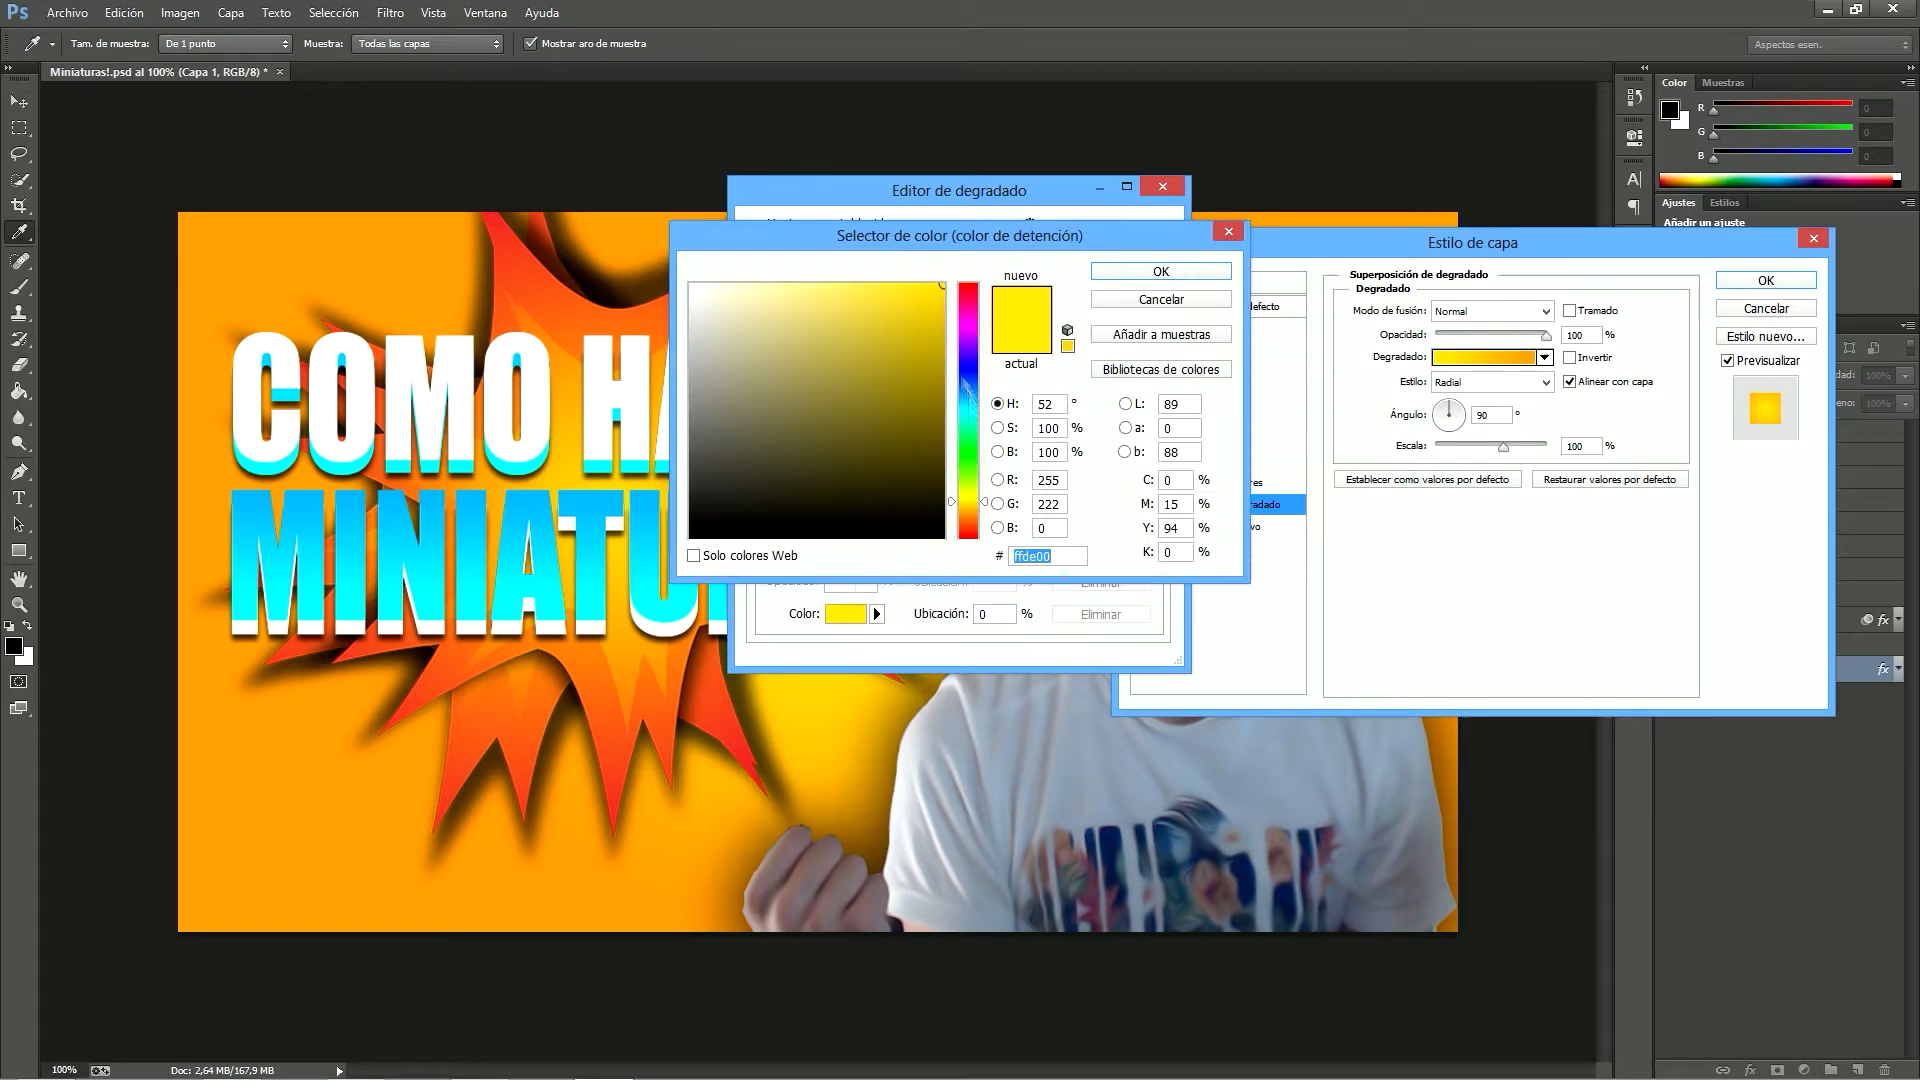 Ps Archivo Edición Imagen Capa Texto Selección Filtro Vista Ventana Ayuda
Tam. de muestra: De 1 punto Muestra: Todas las capas Mostrar aro de muestra Aspectos esen.
Miniaturas!.psd al 100% (Capa 1, RGB/8) * ×
Color Muestras
R 0
G 0
B 0
Ajustes Estilos
Añadir un ajuste
Editor de degradado
Selector de color (color de detención)
nuevo
actual
OK
Cancelar
Añadir a muestras
Bibliotecas de colores
H: 52 ° L: 89
S: 100 % a: 0
B: 100 % b: 88
R: 255 C: 0 %
G: 222 M: 15 %
B: 0 Y: 94 %
# ffde00 K: 0 %
Solo colores Web
Color: Ubicación: 0 % Eliminar
Estilo de capa
defecto
Superposición de degradado
Degradado
Modo de fusión: Normal Tramado
Opacidad: 100 %
Degradado: Invertir
Estilo: Radial Alinear con capa
Ángulo: 90 °
Escala: 100 %
Establecer como valores por defecto Restaurar valores por defecto
OK
Cancelar
Estilo nuevo...
Previsualizar
COMO HA
MINIATU
100% Doc: 2,64 MB/167,9 MB